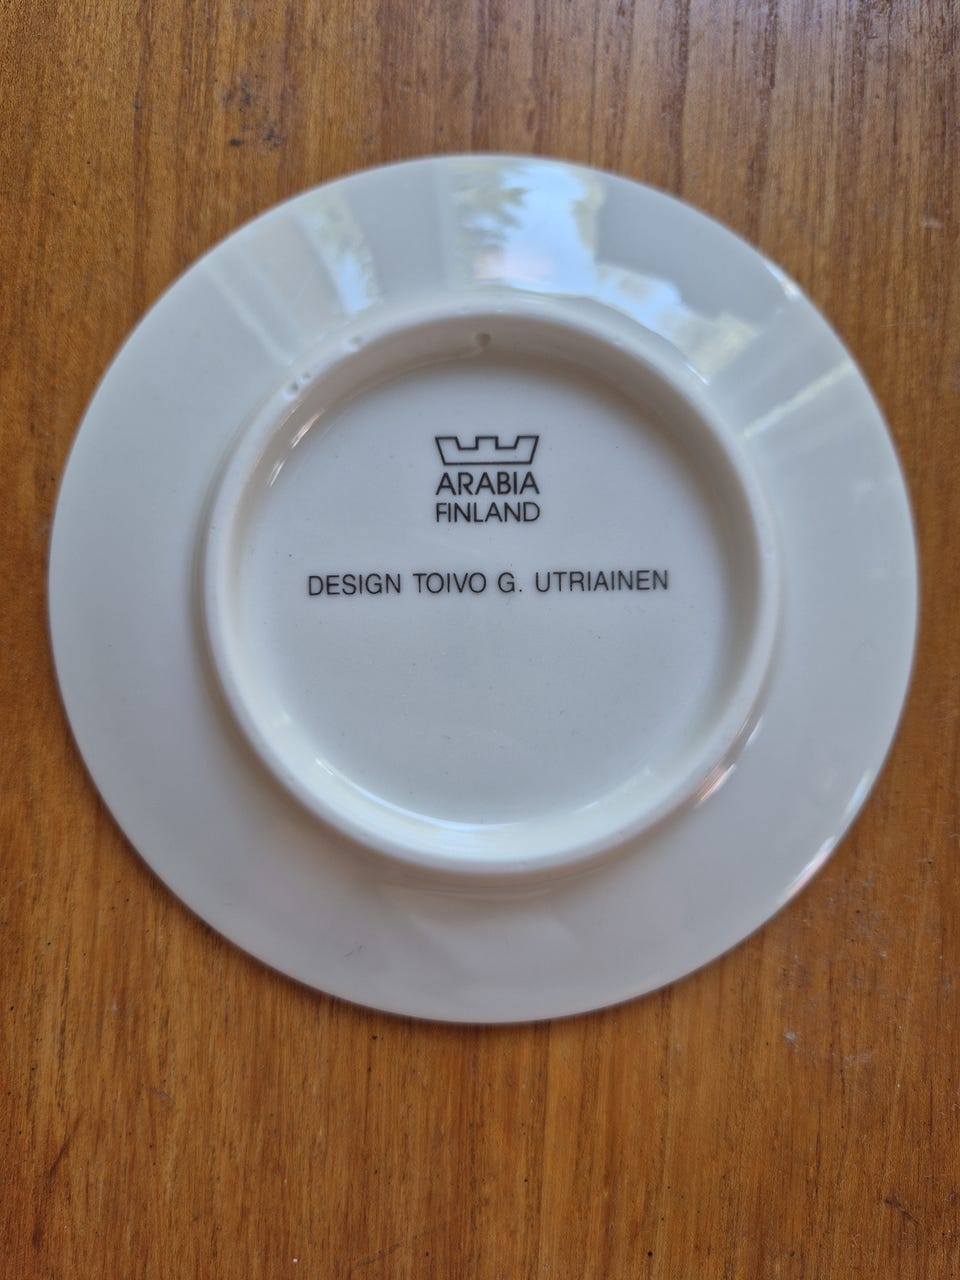 ARABIA
FINLAND
DESIGN TOIVO G. UTRIAINEN